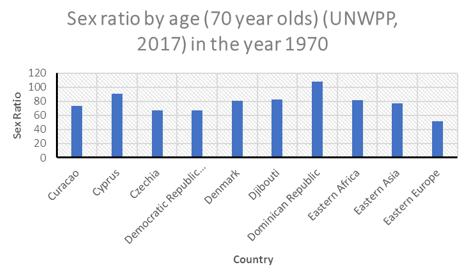 Sex ratio by age (70 year olds) (UNWPP,
2017) in the year 1970
120
100
80
60
40
20
0
Sex Ratio
Curacao
Cyprus
Czechia
Democratic Republic...
Denmark
Djibouti
Dominican Republic
Eastern Africa
Eastern Asia
Eastern Europe
Country